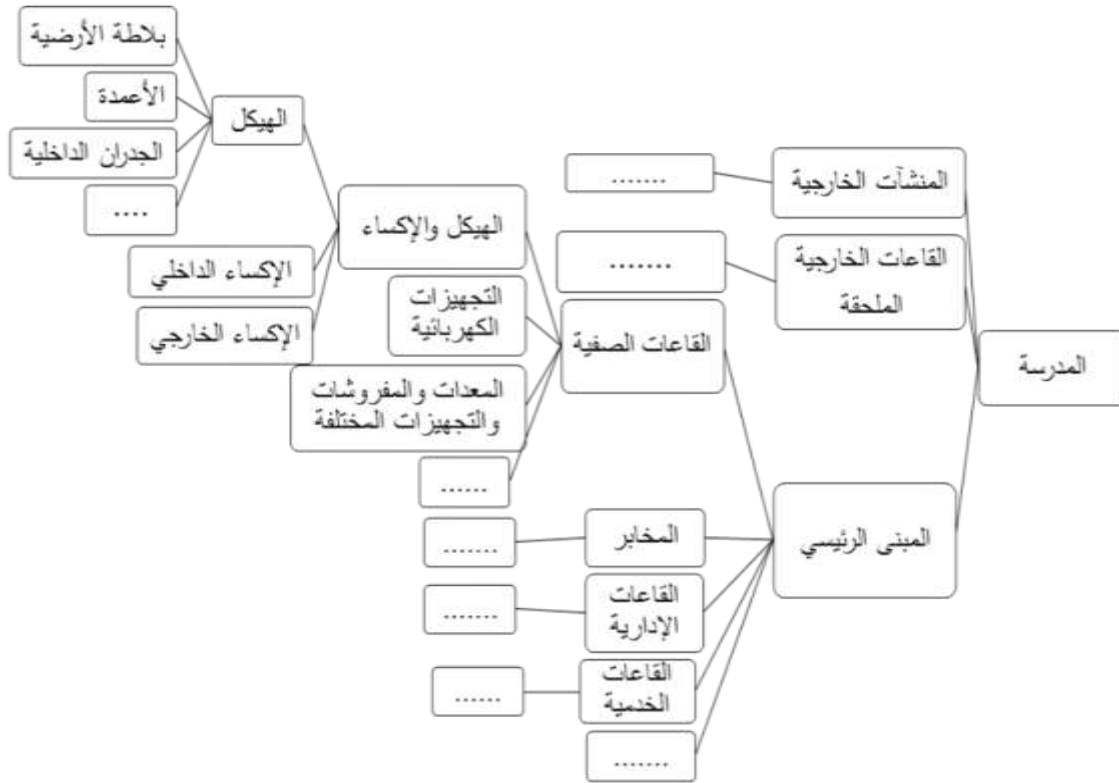 المدرسة
المنشآت الخارجية
.......
القاعات الخارجية
الملحقة
.......
المبنى الرئيسي
القاعات الصفية
الهيكل والإكساء
الهيكل
بلاطة الأرضية
الأعمدة
الجدران الداخلية
....
الإكساء الداخلي
الإكساء الخارجي
التجهيزات
الكهربائية
المعدات والمفروشات
والتجهيزات المختلفة
......
المخابر
.......
القاعات
الإدارية
.......
القاعات
الخدمية
......
.......